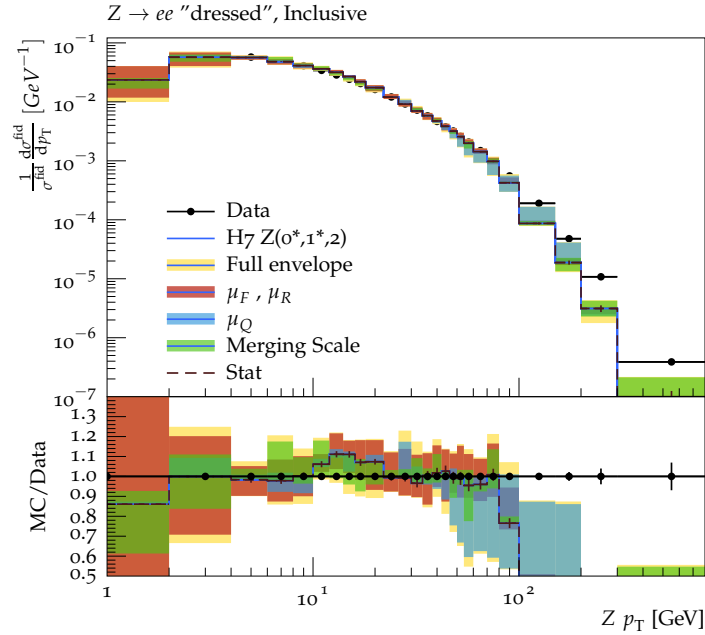 Z → ee ”dressed”, Inclusive
1/σ^fid dσ^fid/dp_T [GeV⁻¹]
10⁻¹
10⁻²
10⁻³
10⁻⁴
10⁻⁵
10⁻⁶
10⁻⁷
Data
H7 Z(0*,1*,2)
Full envelope
μ_F , μ_R
μ_Q
Merging Scale
Stat
MC/Data
1.3
1.2
1.1
1.0
0.9
0.8
0.7
0.6
0.5
1 10¹ 10²
Z p_T [GeV]